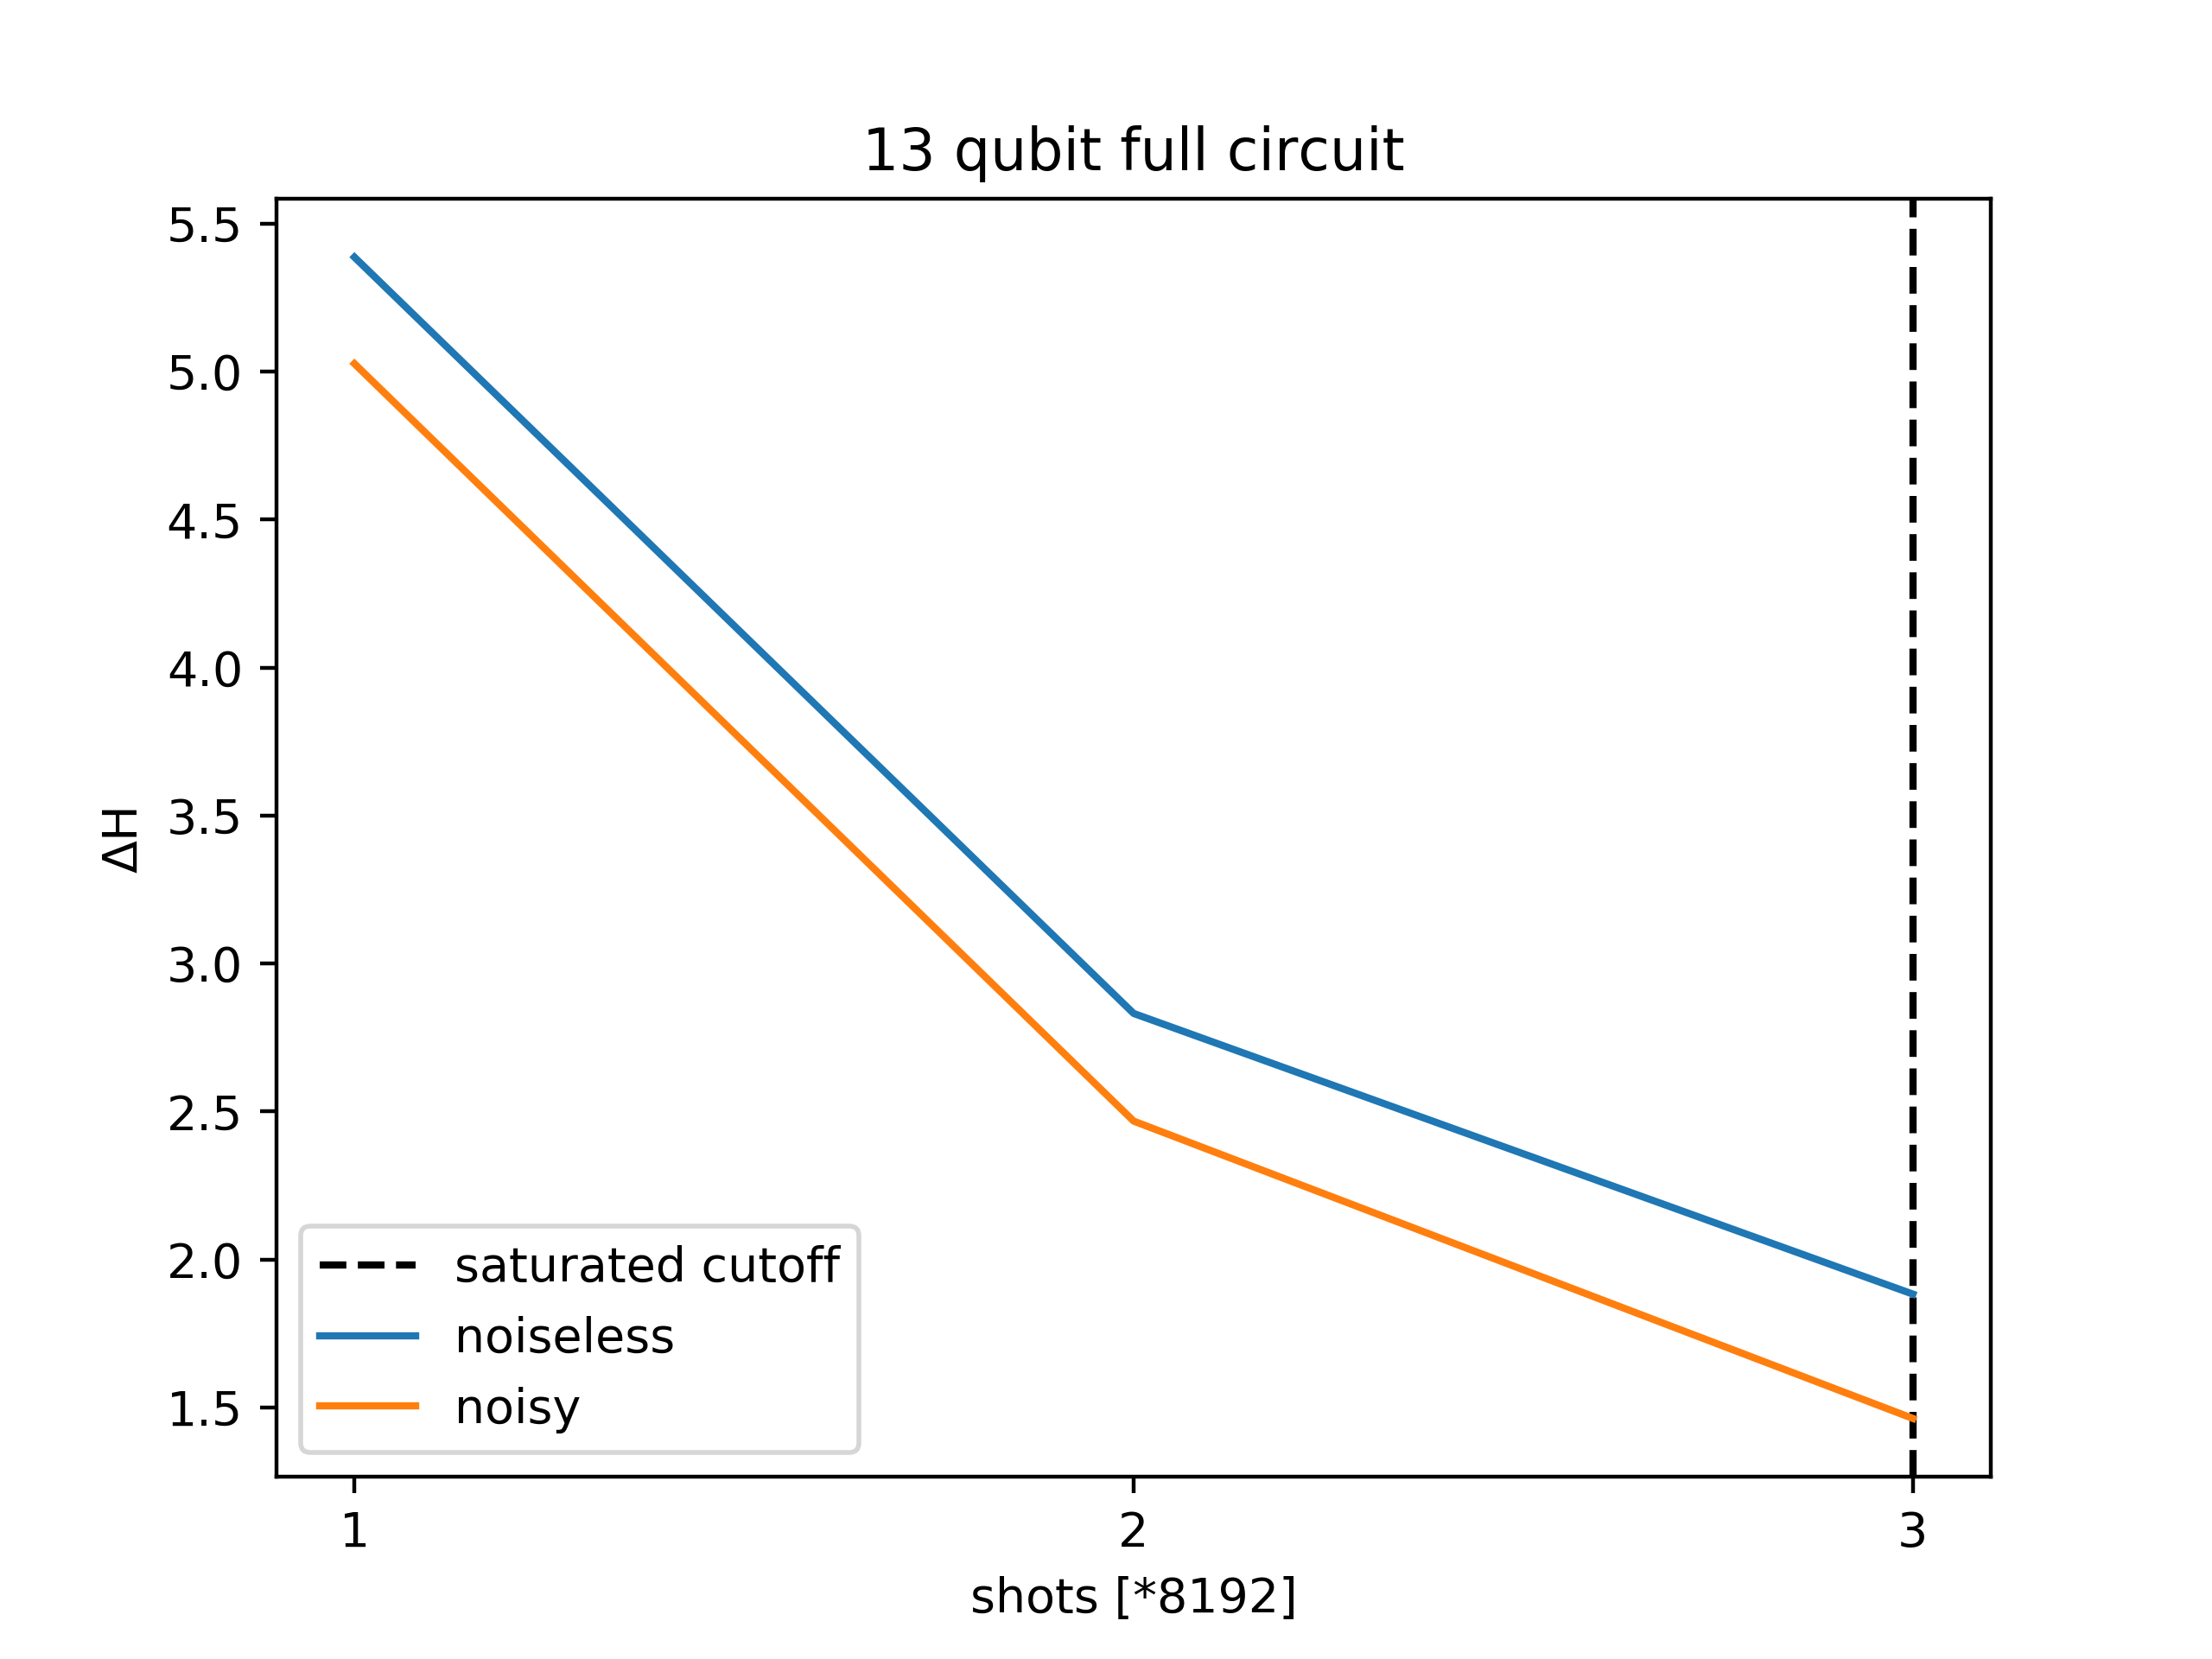 13 qubit full circuit
5.5
5.0
4.5
4.0
3.5
3.0
2.5
2.0
1.5
ΔH
saturated cutoff
noiseless
noisy
1 2 3
shots [*8192]